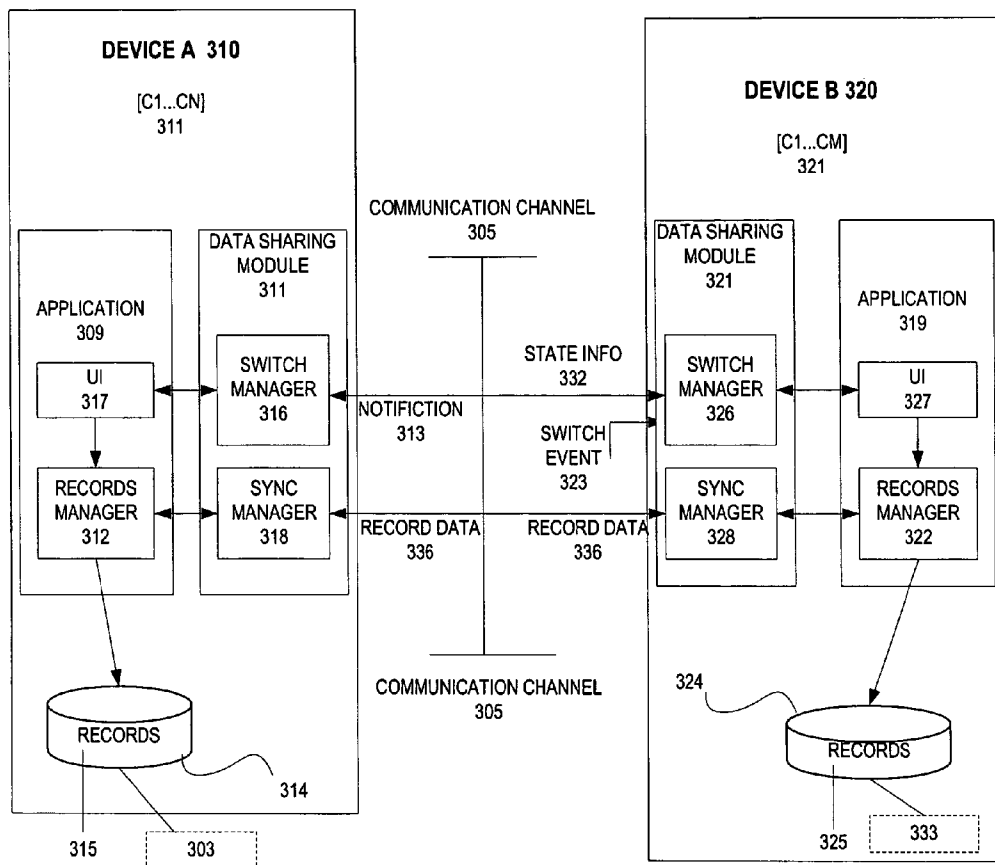 DEVICE A 310
[C1...CN]
311
APPLICATION
309
UI
317
RECORDS
MANAGER
312
DATA SHARING
MODULE
311
SWITCH
MANAGER
316
SYNC
MANAGER
318
RECORDS
314
315
303
COMMUNICATION CHANNEL
305
STATE INFO
332
NOTIFICTION
313
SWITCH
EVENT
323
RECORD DATA
336
RECORD DATA
336
COMMUNICATION CHANNEL
305
DEVICE B 320
[C1...CM]
321
DATA SHARING
MODULE
321
SWITCH
MANAGER
326
SYNC
MANAGER
328
APPLICATION
319
UI
327
RECORDS
MANAGER
322
324
RECORDS
325
333